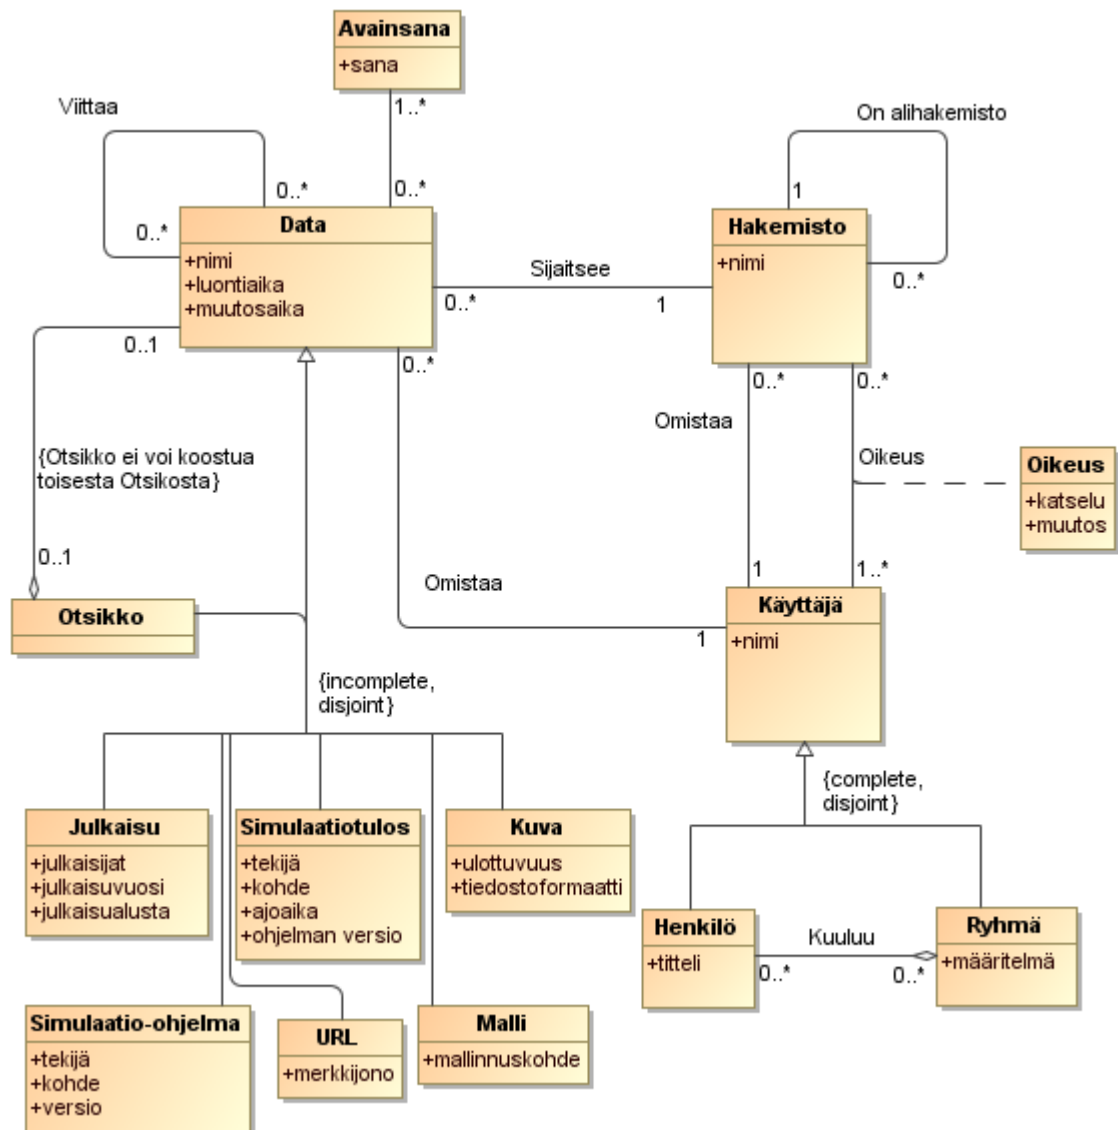 Avainsana
+sana
Viittaa
1..*
On alihakemisto
0..*
0..*
1
0..*
Data
+nimi
+luontiaika
+muutosaika
Hakemisto
+nimi
Sijaitsee
0..*
1
0..*
0..1
0..*
0..*
0..*
Omistaa
{Otsikko ei voi koostua
toisesta Otsikosta}
Oikeus
Oikeus
+katselu
+muutos
0..1
Omistaa
1
1..*
Otsikko
Käyttäjä
+nimi
1
{incomplete,
disjoint}
{complete,
disjoint}
Julkaisu
+julkaisijat
+julkaisuvuosi
+julkaisualusta
Simulaatiotulos
+tekijä
+kohde
+ajoaika
+ohjelman versio
Kuva
+ulottuvuus
+tiedostoformaatti
Henkilö
+titteli
Kuuluu
0..*
0..*
Ryhmä
+määritelmä
Simulaatio-ohjelma
+tekijä
+kohde
+versio
URL
+merkkijono
Malli
+mallinnuskohde